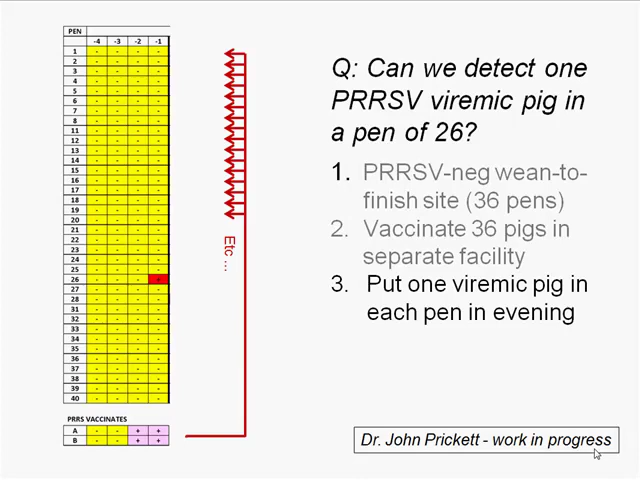 PEN
-4 -3 -2 -1
1 - - - -
2 - - - -
3 - - - -
4 - - - -
5 - - - -
6 - - - -
7 - - - -
8 - - - -
11 - - - -
12 - - - -
13 - - - -
14 - - - -
15 - - - -
16 - - - -
17 - - - -
18 - - - -
19 - - - -
20 - - - -
21 - - - -
22 - - - -
23 - - - -
24 - - - -
25 - - - -
26 - - - +
27 - - - -
28 - - - -
31 - - - -
32 - - - -
33 - - - -
34 - - - -
35 - - - -
36 - - - -
37 - - - -
38 - - - -
39 - - - -
40 - - - -
PRRS VACCINATES
A - - + +
B - - + +
Etc ...
Q: Can we detect one
PRRSV viremic pig in
a pen of 26?
1. PRRSV-neg wean-to-
finish site (36 pens)
2. Vaccinate 36 pigs in
separate facility
3. Put one viremic pig in
each pen in evening
Dr. John Prickett - work in progress